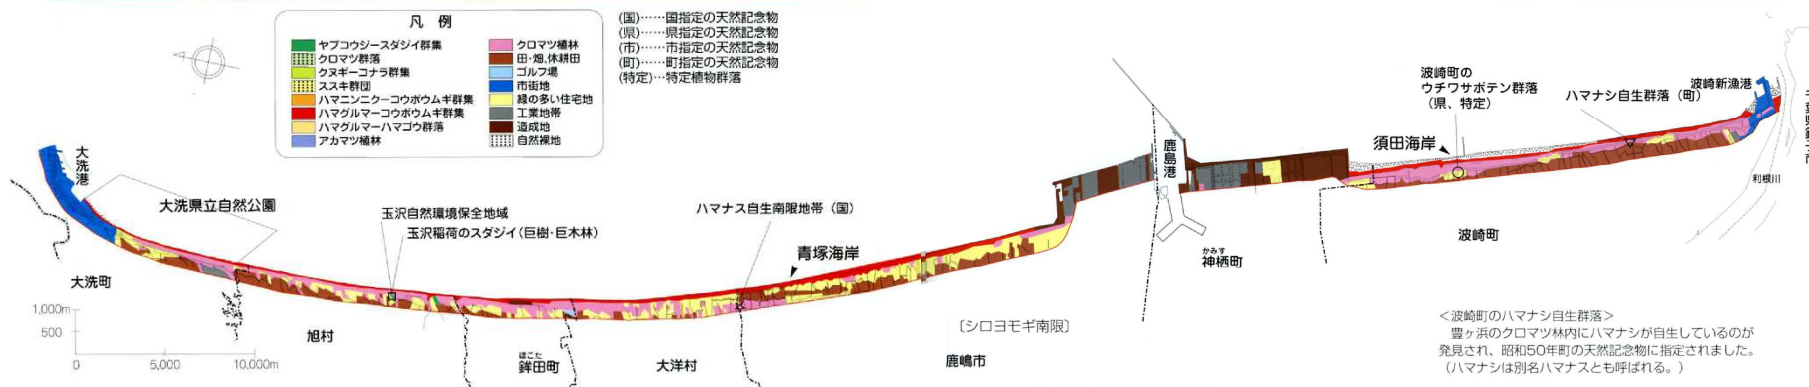 凡 例
ヤブコウジースダジイ群集
クロマツ群落
クヌギーコナラ群集
ススキ群団
ハマニンニクーコウボウムギ群集
ハマグルマーコウボウムギ群集
ハマグルマーハマゴウ群落
アカマツ植林
クロマツ植林
田・畑、休耕田
ゴルフ場
市街地
緑の多い住宅地
工業地帯
造成地
自然裸地
(国)……国指定の天然記念物
(県)……県指定の天然記念物
(市)……市指定の天然記念物
(町)……町指定の天然記念物
(特定)…特定植物群落
大洗港
大洗県立自然公園
玉沢自然環境保全地域
玉沢稲荷のスダジイ(巨樹・巨木林)
ハマナス自生南限地帯(国)
青塚海岸
鹿島港
須田海岸
波崎町の
ウチワサボテン群落
(県、特定)
ハマナシ自生群落(町)
波崎新漁港
利根川
大洗町
旭村
ほこた
鉾田町
大洋村
鹿嶋市
〔シロヨモギ南限〕
かみす
神栖町
波崎町
1,000m
500
0
5,000
10,000m
<波崎町のハマナシ自生群落>
豊ヶ浜のクロマツ林内にハマナシが自生しているのが
発見され、昭和50年町の天然記念物に指定されました。
(ハマナシは別名ハマナスとも呼ばれる。)